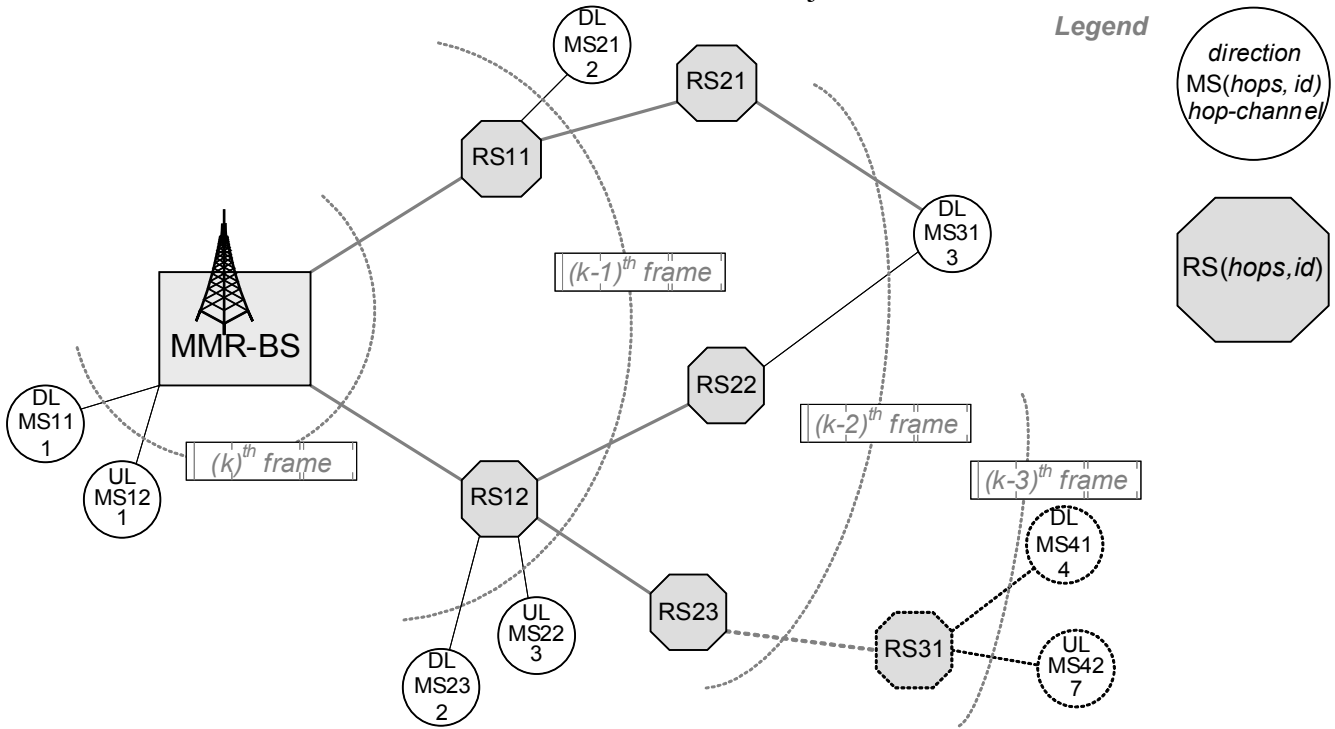 Legend
direction
MS(hops, id)
hop-channel
RS(hops,id)
DL
MS21
2
RS21
RS11
DL
MS31
3
(k-1)th frame
MMR-BS
RS22
DL
MS11
1
(k)th frame
(k-2)th frame
UL
MS12
1
RS12
(k-3)th frame
DL
MS41
4
RS23
UL
MS22
3
RS31
UL
MS42
7
DL
MS23
2